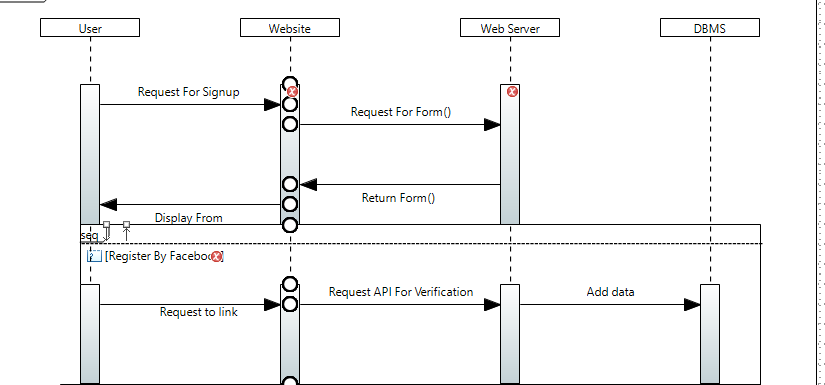 User
Website
Web Server
DBMS
Request For Signup
Request For Form()
Return Form()
Display From
seq
[Register By Facebo
Request to link
Request API For Verification
Add data